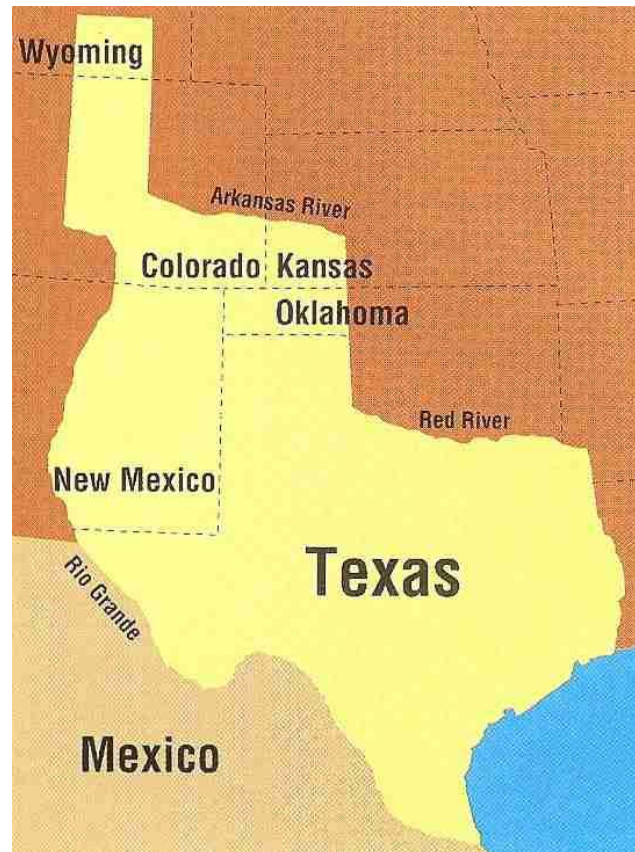 Wyoming
Arkansas River
Colorado
Kansas
Oklahoma
Red River
New Mexico
Texas
Rio Grande
Mexico